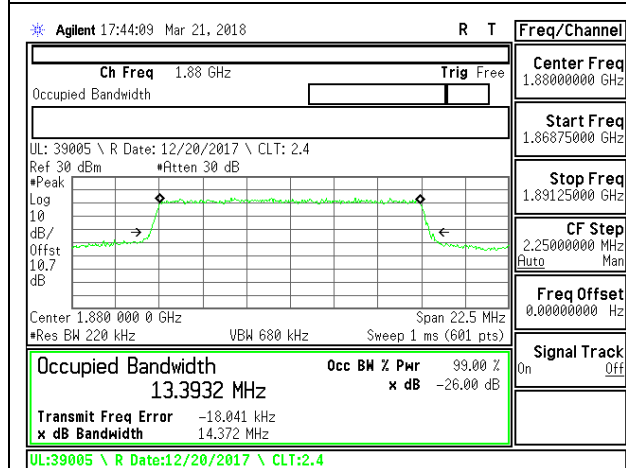 Agilent 17:44:09 Mar 21, 2018 R T
Freq/Channel
Ch Freq 1.88 GHz Trig Free
Occupied Bandwidth
Center Freq
1.88000000 GHz
Start Freq
1.86875000 GHz
Stop Freq
1.89125000 GHz
CF Step
2.25000000 MHz
Auto Man
Freq Offset
0.00000000 Hz
Signal Track
On Off
UL: 39005 \ R Date: 12/20/2017 \ CLT: 2.4
Ref 30 dBm #Atten 30 dB
#Peak
Log
10
dB/
Offst
10.7
dB
Center 1.880 000 0 GHz Span 22.5 MHz
#Res BW 220 kHz VBW 680 kHz Sweep 1 ms (601 pts)
Occupied Bandwidth Occ BW % Pwr 99.00 %
13.3932 MHz x dB -26.00 dB
Transmit Freq Error -18.041 kHz
x dB Bandwidth 14.372 MHz
UL:39005 \ R Date:12/20/2017 \ CLT:2.4